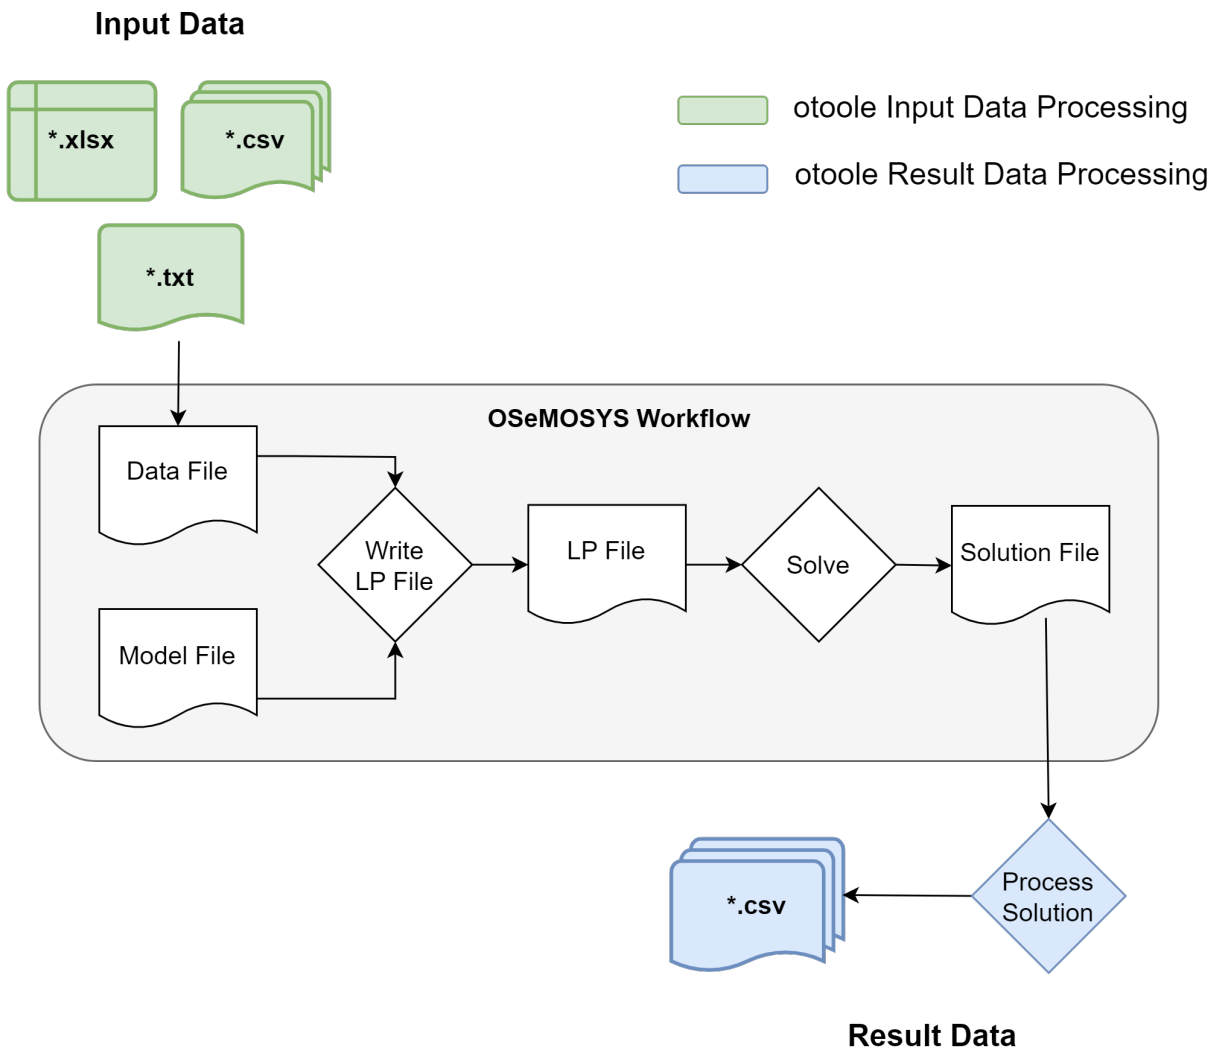 Input Data
*.xlsx
*.csv
otoole Input Data Processing
otoole Result Data Processing
*.txt
OSeMOSYS Workflow
Data File
Write
LP File
LP File
Solve
Solution File
Model File
Process
Solution
*.csv
Result Data